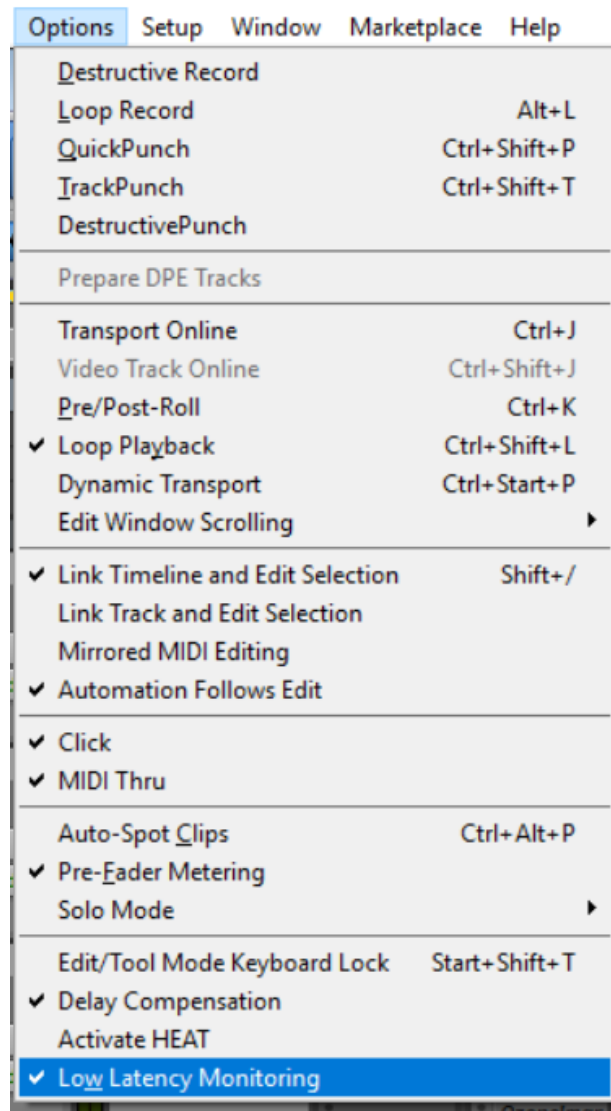 Options Setup Window Marketplace Help
Destructive Record
Loop Record Alt+L
QuickPunch Ctrl+Shift+P
TrackPunch Ctrl+Shift+T
DestructivePunch
Prepare DPE Tracks
Transport Online Ctrl+J
Video Track Online Ctrl+Shift+J
Pre/Post-Roll Ctrl+K
Loop Playback Ctrl+Shift+L
Dynamic Transport Ctrl+Start+P
Edit Window Scrolling
Link Timeline and Edit Selection Shift+/
Link Track and Edit Selection
Mirrored MIDI Editing
Automation Follows Edit
Click
MIDI Thru
Auto-Spot Clips Ctrl+Alt+P
Pre-Fader Metering
Solo Mode
Edit/Tool Mode Keyboard Lock Start+Shift+T
Delay Compensation
Activate HEAT
Low Latency Monitoring